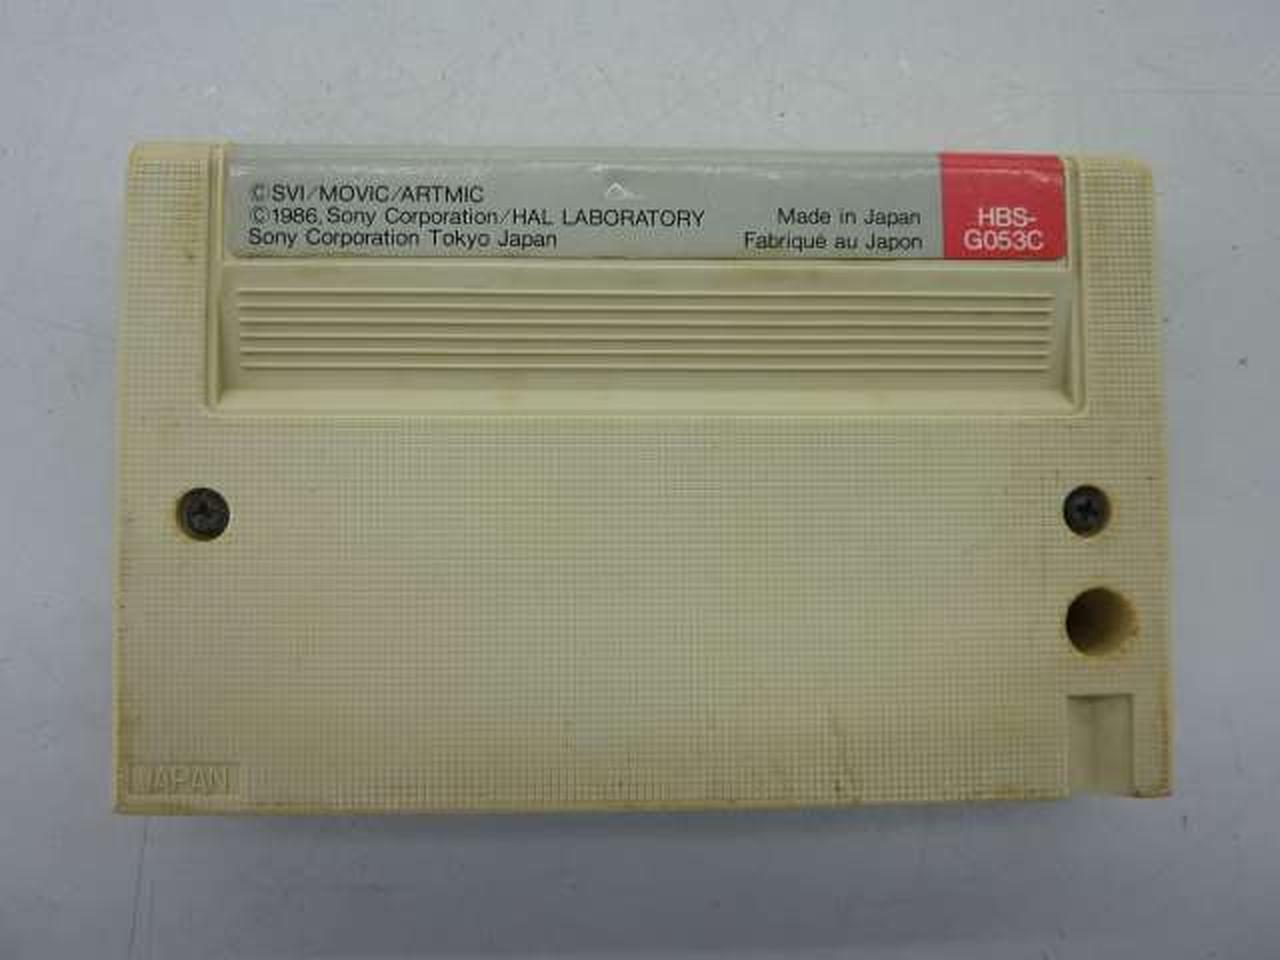 © SVI/MOVIC/ARTMIC
© 1986, Sony Corporation/HAL LABORATORY
Sony Corporation Tokyo Japan
Made in Japan
Fabriqué au Japon
HBS-
G053C
JAPAN